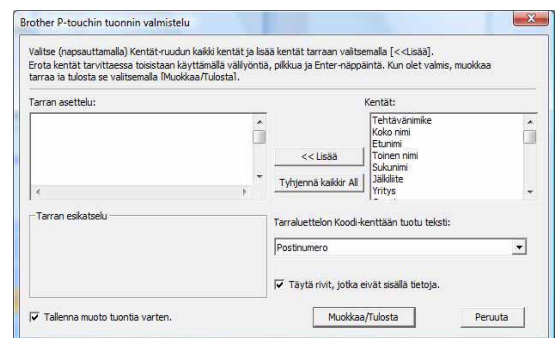 Brother P-touchin tuonnin valmistelu
Valitse (napsauttamalla) Kentät-ruudun kaikki kentät ja lisää kentät tarraan valitsemalla [<<Lisää].
Erota kentät tarvittaessa toisistaan käyttämällä välilyöntiä, pilkkua ja Enter-näppäintä. Kun olet valmis, muokkaa
tarraa ja tulosta se valitsemalla [Muokkaa/Tulosta].
Tarran asettelu:
Kentät:
Tehtävänimike
Koko nimi
Etunimi
Toinen nimi
Sukunimi
Jälkiliite
Yritys
<< Lisää
Tyhjennä kaikkir All
Tarran esikatselu
Tarraluettelon Koodi-kenttään tuotu teksti:
Postinumero
Täytä rivit, jotka eivät sisällä tietoja.
Tallenna muoto tuontia varten.
Muokkaa/Tulosta
Peruuta